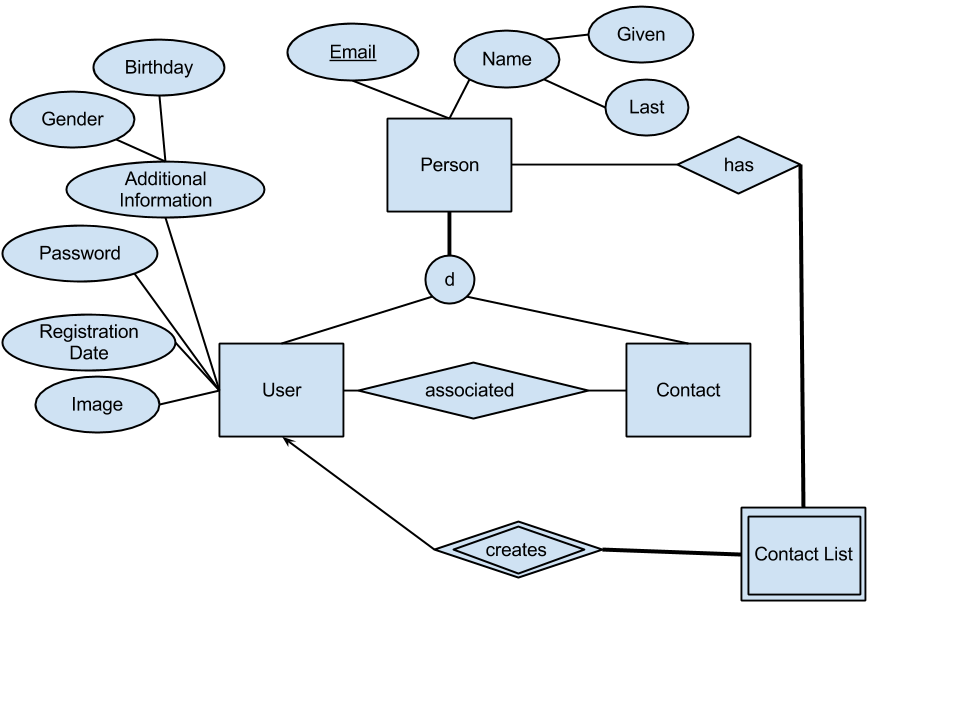 Given
Email
Name
Birthday
Last
Gender
Person
has
Additional
Information
Password
d
Registration
Date
User
associated
Contact
Image
creates
Contact List